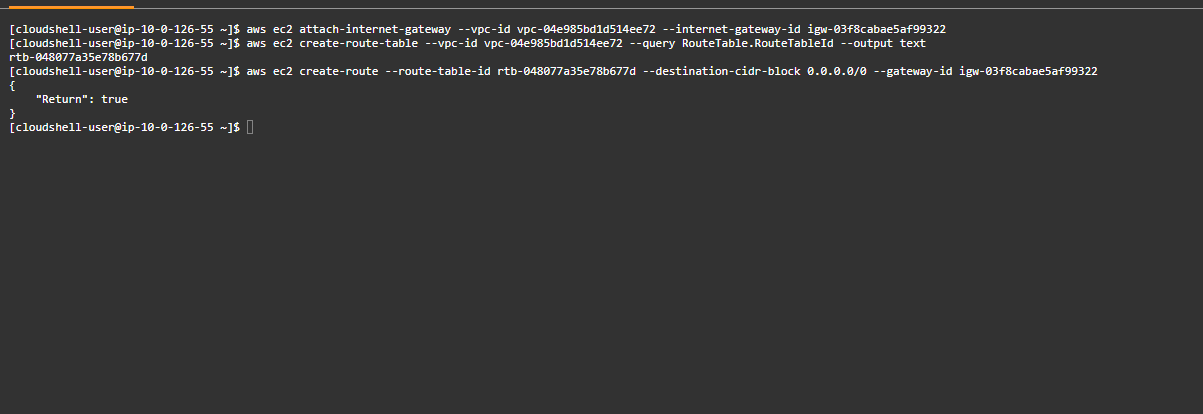 [cloudshell-user@ip-10-0-126-55 ~]$ aws ec2 attach-internet-gateway --vpc-id vpc-04e985bd1d514ee72 --internet-gateway-id igw-03f8cabae5af99322
[cloudshell-user@ip-10-0-126-55 ~]$ aws ec2 create-route-table --vpc-id vpc-04e985bd1d514ee72 --query RouteTable.RouteTableId --output text
rtb-048077a35e78b677d
[cloudshell-user@ip-10-0-126-55 ~]$ aws ec2 create-route --route-table-id rtb-048077a35e78b677d --destination-cidr-block 0.0.0.0/0 --gateway-id igw-03f8cabae5af99322
{
    "Return": true
}
[cloudshell-user@ip-10-0-126-55 ~]$